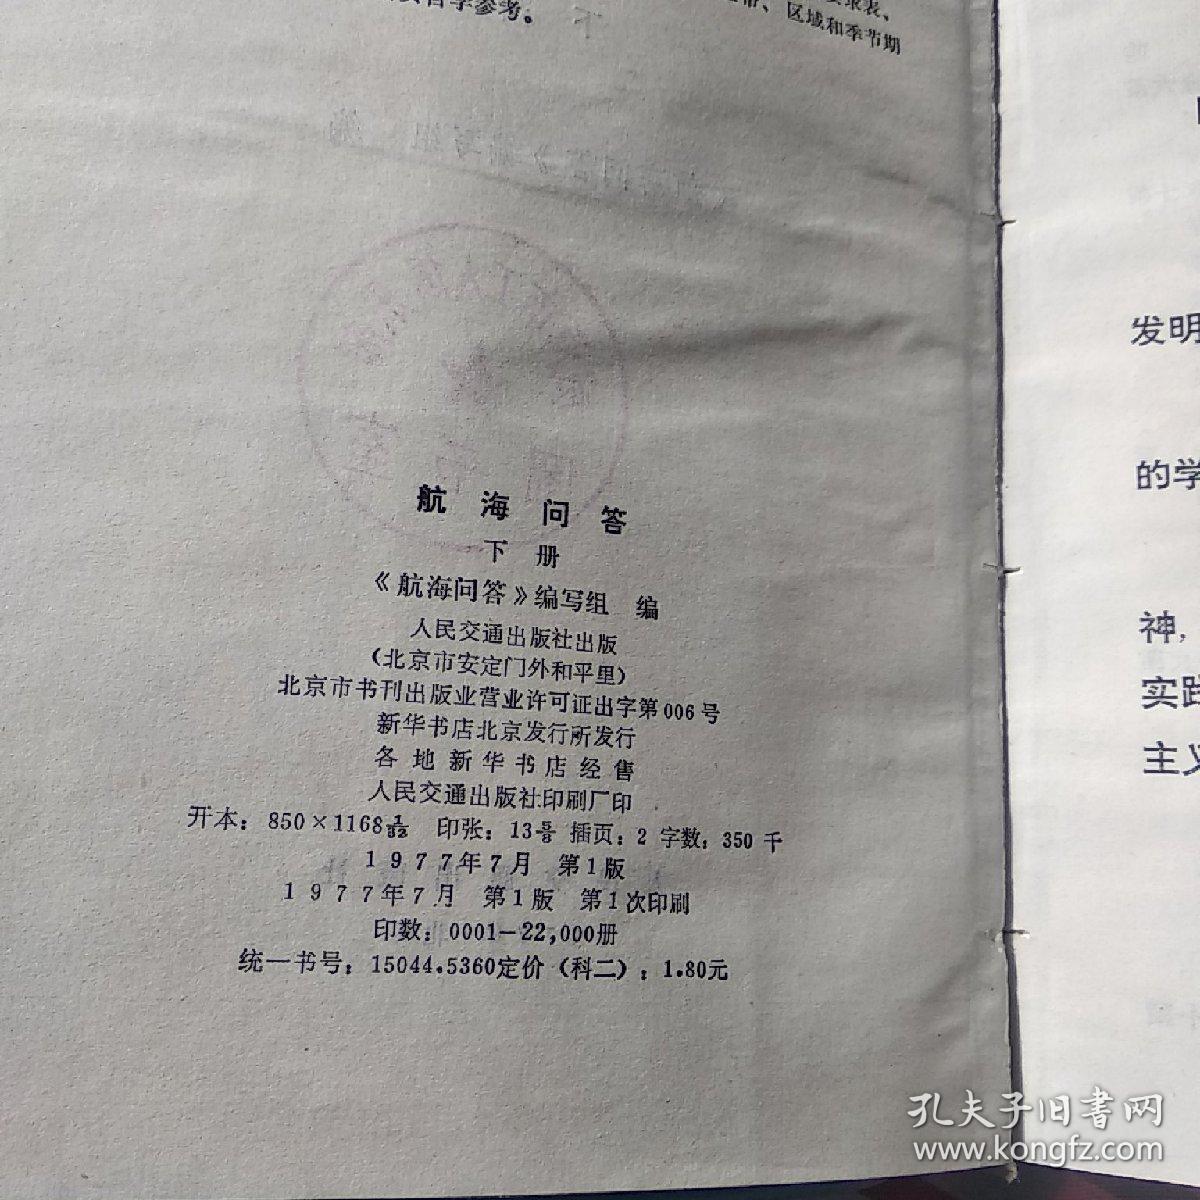 学参考。
区域和季节期
航海问答
下册
《航海问答》编写组 编
人民交通出版社出版
（北京市安定门外和平里）
北京市书刊出版业营业许可证出字第006号
新华书店北京发行所发行
各地新华书店经售
人民交通出版社印刷厂印
开本：850×1168 1/32 印张：13 5/8 插页：2 字数：350千
1977年7月 第1版
1977年7月 第1版 第1次印刷
印数：0001—22,000册
统一书号：15044.5360定价（科二）：1.80元
发明
的学
神，
实践
主义
孔夫子旧书网
www.kongfz.com